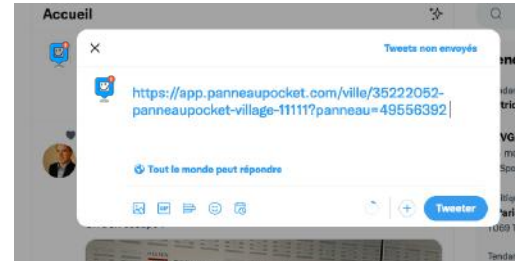 Accueil
Tweets non envoyés
https://app.panneaupocket.com/ville/35222052-
panneaupocket-village-11111?panneau=49556392
Tout le monde peut répondre
GIF
Tweeter